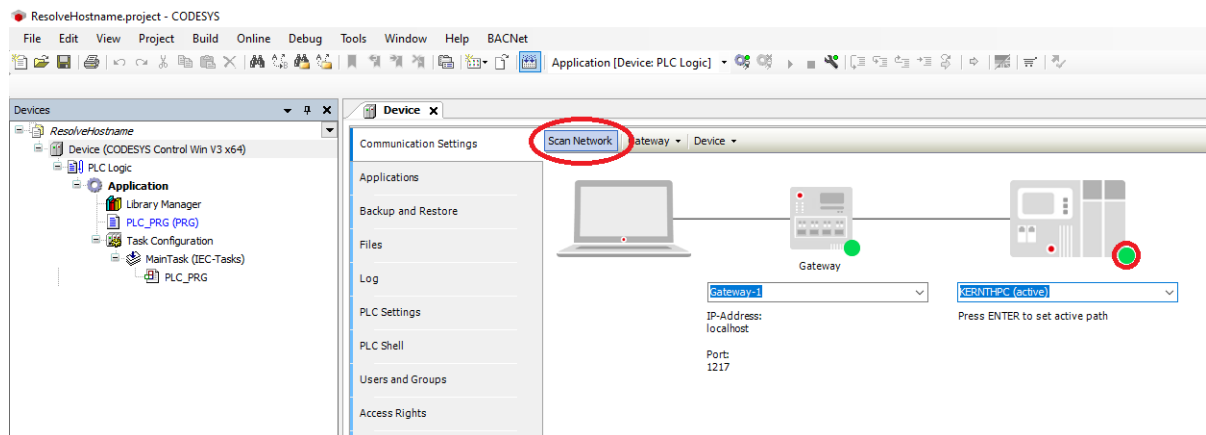 ResolveHostname.project - CODESYS
File Edit View Project Build Online Debug Tools Window Help BACNet
Application [Device: PLC Logic]
Devices
Device
ResolveHostname
Device (CODESYS Control Win V3 x64)
PLC Logic
Application
Library Manager
PLC_PRG (PRG)
Task Configuration
MainTask (IEC-Tasks)
PLC_PRG
Communication Settings
Applications
Backup and Restore
Files
Log
PLC Settings
PLC Shell
Users and Groups
Access Rights
Scan Network Gateway Device
Gateway
Gateway-1
KERNTHPC (active)
IP-Address:
localhost
Press ENTER to set active path
Port:
1217